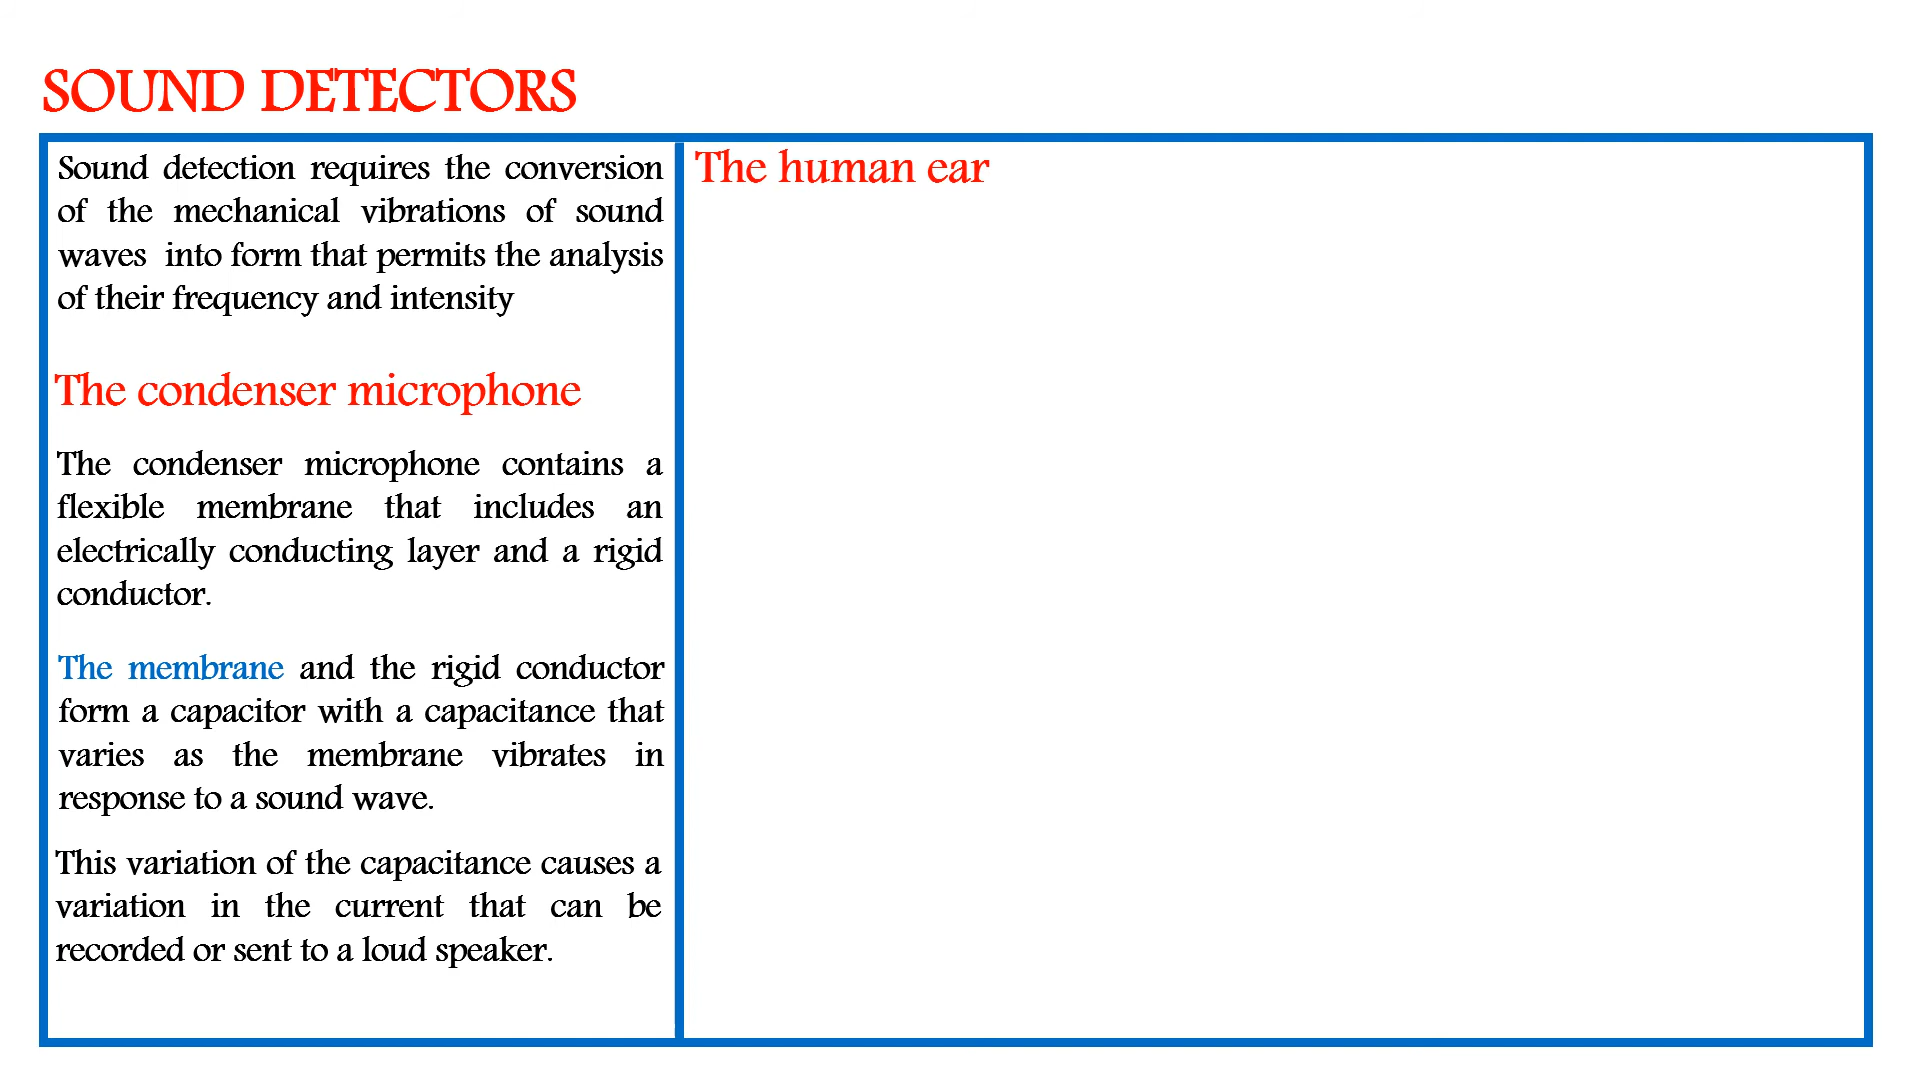 SOUND DETECTORS
Sound detection requires the conversion
of the mechanical vibrations of sound
waves into form that permits the analysis
of their frequency and intensity
The condenser microphone
The condenser microphone contains a
flexible membrane that includes an
electrically conducting layer and a rigid
conductor.
The membrane and the rigid conductor
form a capacitor with a capacitance that
varies as the membrane vibrates in
response to a sound wave.
This variation of the capacitance causes a
variation in the current that can be
recorded or sent to a loud speaker.
The human ear